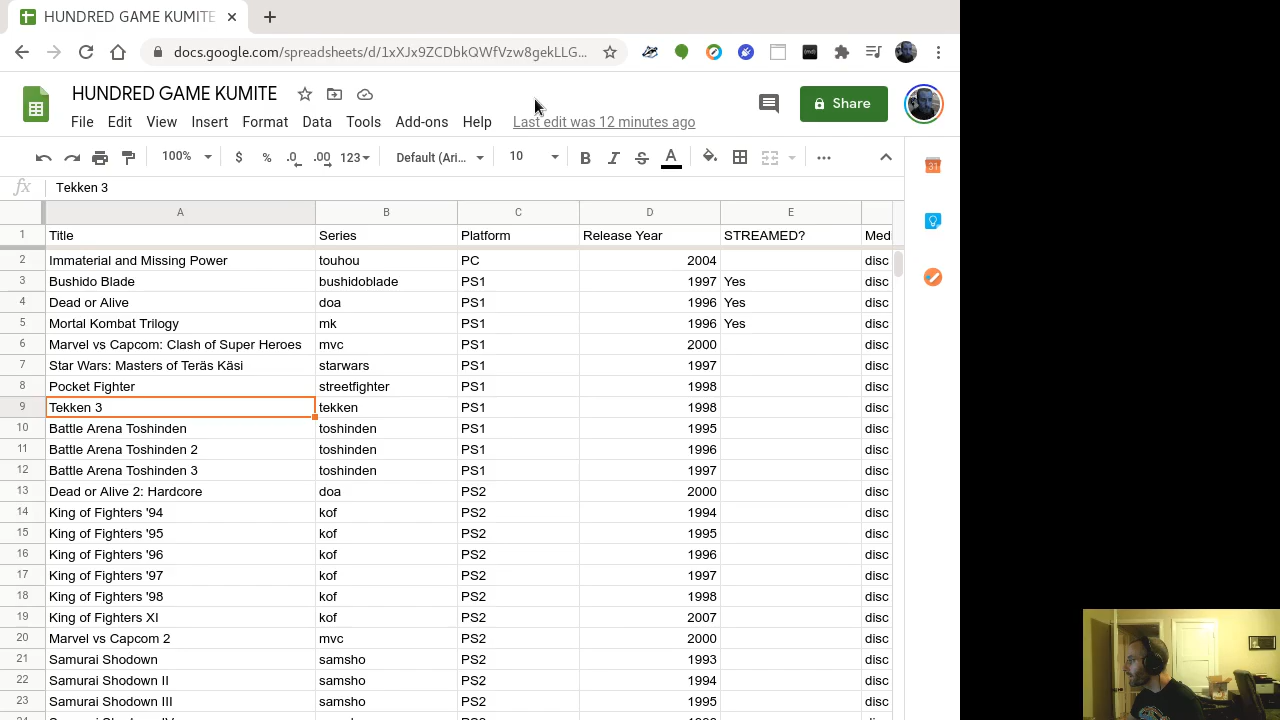 HUNDRED GAME KUMITE
docs.google.com/spreadsheets/d/1xXJx9ZCDbkQWfVzw8gekLLG...
HUNDRED GAME KUMITE
Share
File Edit View Insert Format Data Tools Add-ons Help Last edit was 12 minutes ago
100% $ % .0 .00 123 Default (Ari... 10 B I S A
31
fx Tekken 3
A B C D E
1 Title Series Platform Release Year STREAMED? Med
2 Immaterial and Missing Power touhou PC 2004 disc
3 Bushido Blade bushidoblade PS1 1997 Yes disc
4 Dead or Alive doa PS1 1996 Yes disc
5 Mortal Kombat Trilogy mk PS1 1996 Yes disc
6 Marvel vs Capcom: Clash of Super Heroes mvc PS1 2000 disc
7 Star Wars: Masters of Teräs Käsi starwars PS1 1997 disc
8 Pocket Fighter streetfighter PS1 1998 disc
9 Tekken 3 tekken PS1 1998 disc
10 Battle Arena Toshinden toshinden PS1 1995 disc
11 Battle Arena Toshinden 2 toshinden PS1 1996 disc
12 Battle Arena Toshinden 3 toshinden PS1 1997 disc
13 Dead or Alive 2: Hardcore doa PS2 2000 disc
14 King of Fighters '94 kof PS2 1994 disc
15 King of Fighters '95 kof PS2 1995 disc
16 King of Fighters '96 kof PS2 1996 disc
17 King of Fighters '97 kof PS2 1997 disc
18 King of Fighters '98 kof PS2 1998 disc
19 King of Fighters XI kof PS2 2007 disc
20 Marvel vs Capcom 2 mvc PS2 2000 disc
21 Samurai Shodown samsho PS2 1993 disc
22 Samurai Shodown II samsho PS2 1994 disc
23 Samurai Shodown III samsho PS2 1995 disc